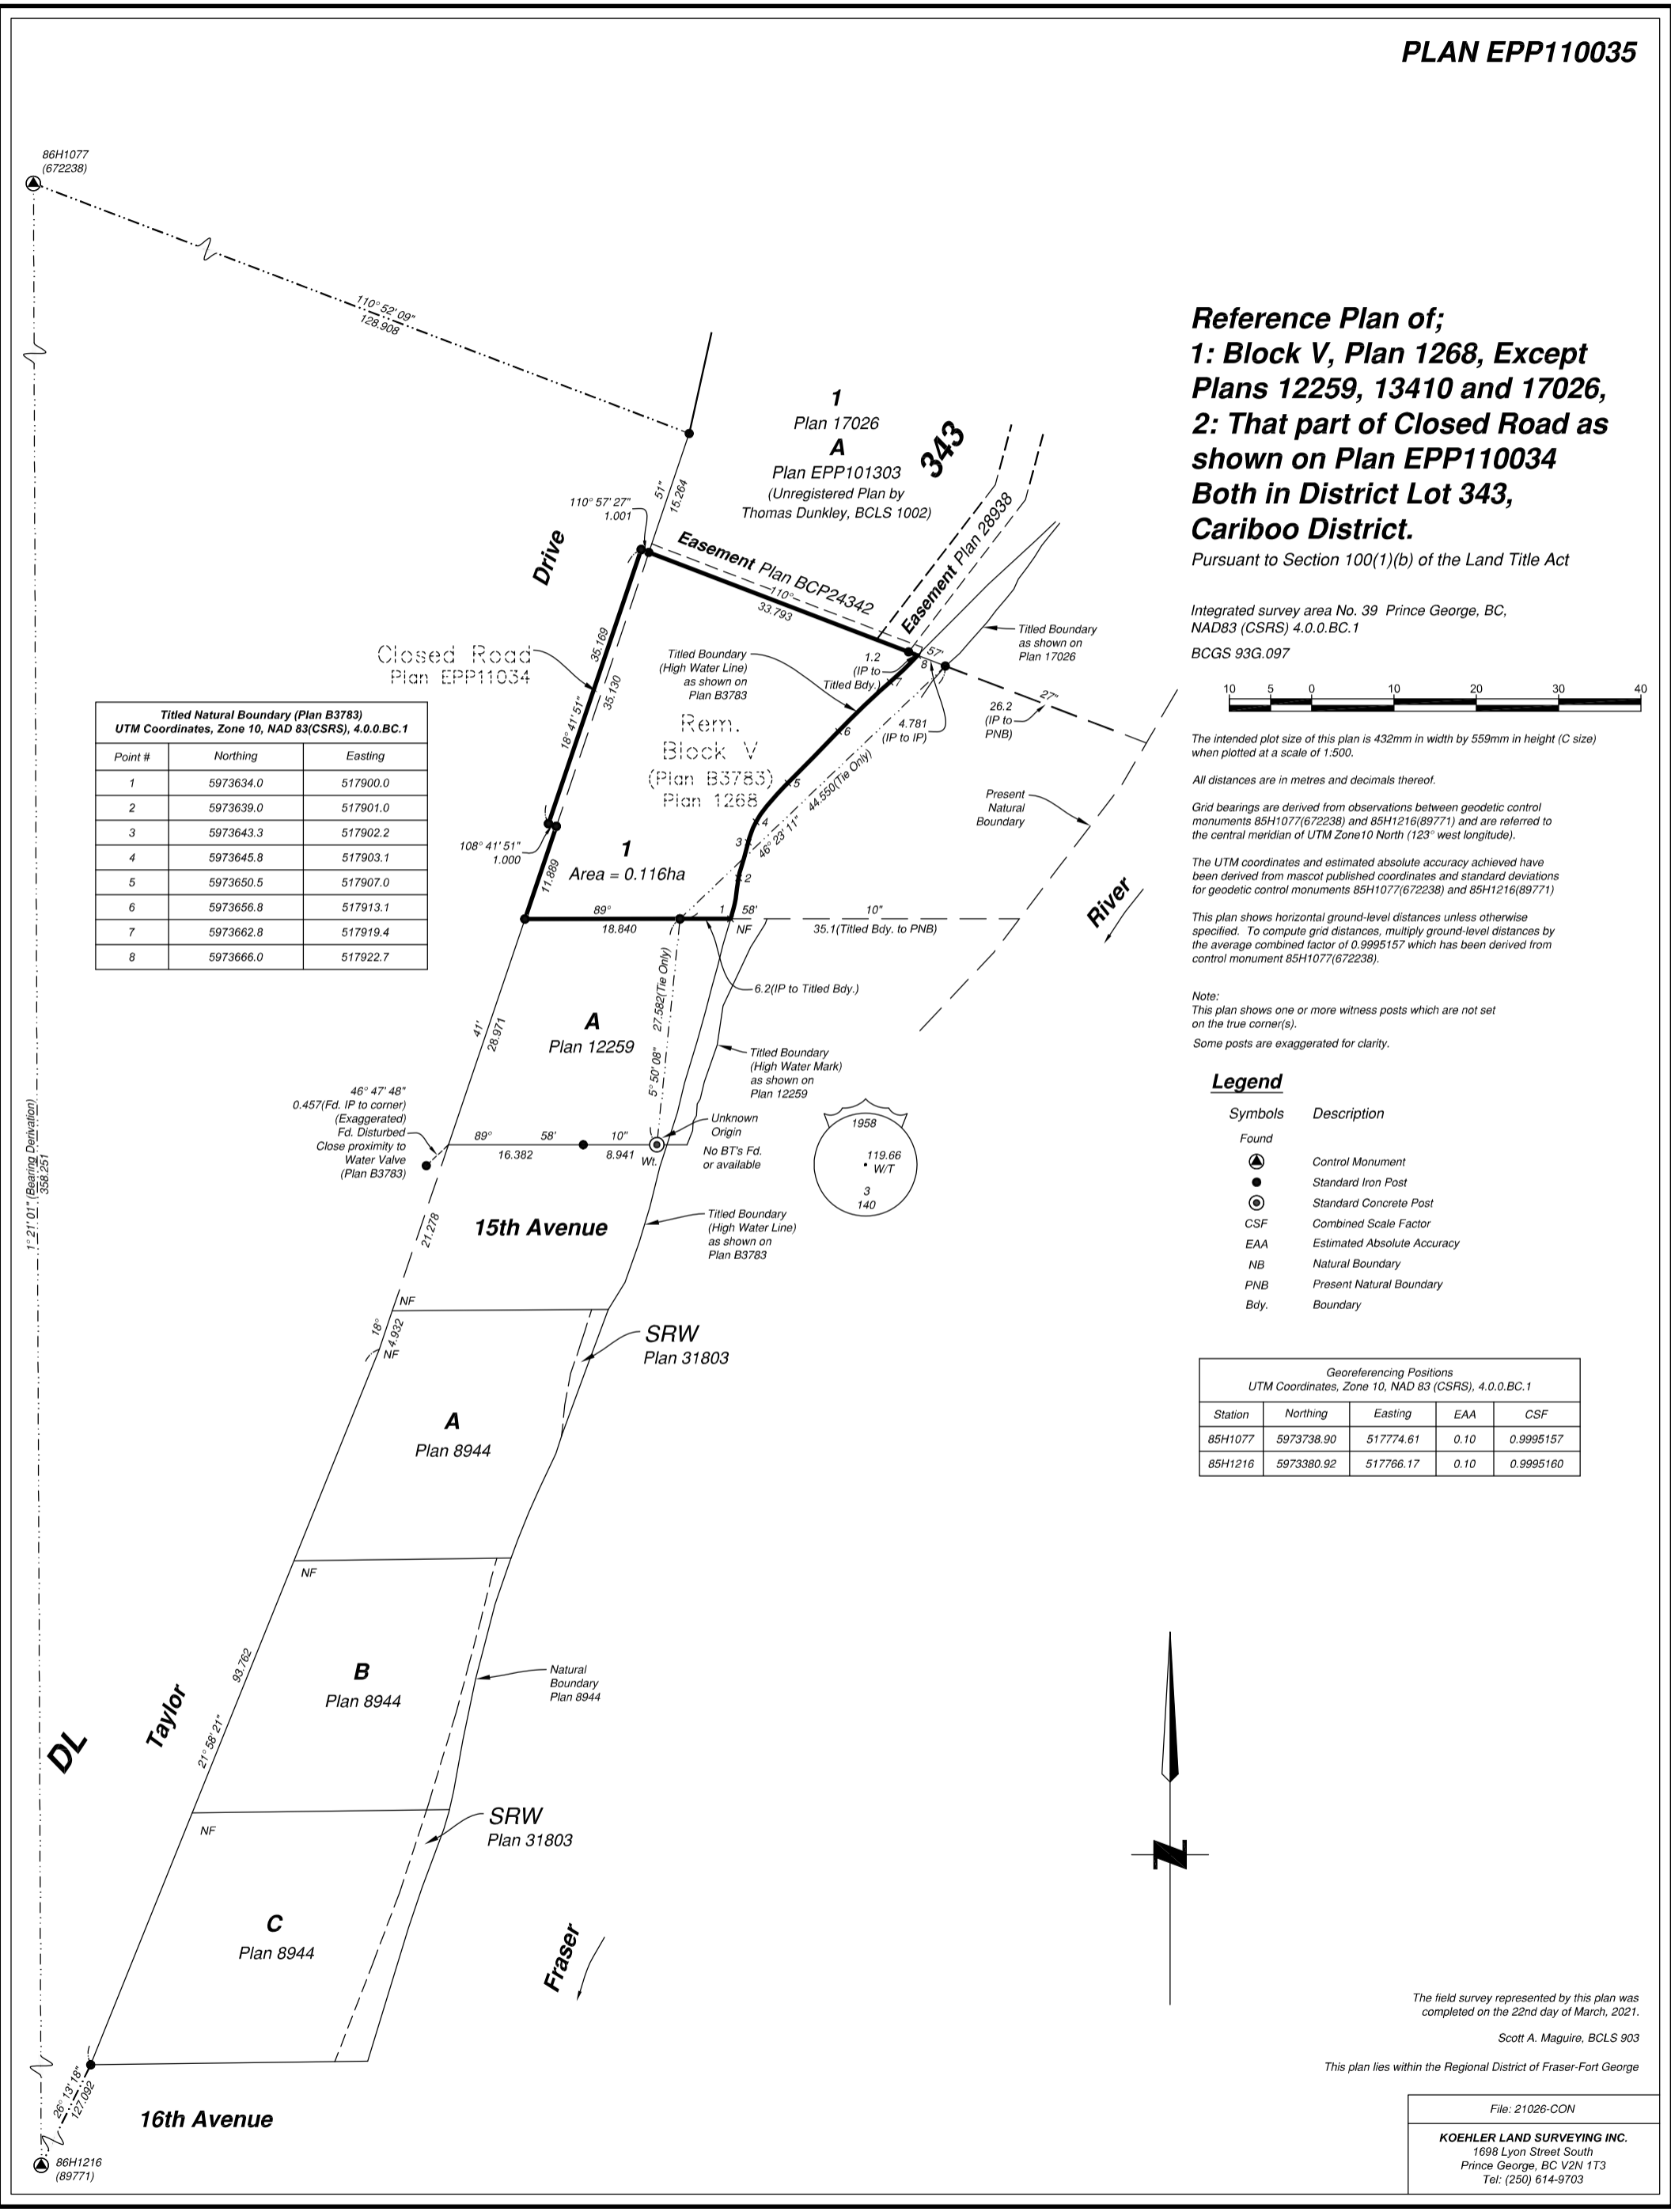 PLAN EPP110035
86H1077
(672238)
110° 52' 09"
128.908
Reference Plan of;
1: Block V, Plan 1268, Except
Plans 12259, 13410 and 17026,
2: That part of Closed Road as
shown on Plan EPP110034
Both in District Lot 343,
Cariboo District.
Pursuant to Section 100(1)(b) of the Land Title Act
Integrated survey area No. 39 Prince George, BC,
NAD83 (CSRS) 4.0.0.BC.1
BCGS 93G.097
10 5 0 10 20 30 40
The intended plot size of this plan is 432mm in width by 559mm in height (C size)
when plotted at a scale of 1:500.
All distances are in metres and decimals thereof.
Grid bearings are derived from observations between geodetic control
monuments 85H1077(672238) and 85H1216(89771) and are referred to
the central meridian of UTM Zone10 North (123° west longitude).
The UTM coordinates and estimated absolute accuracy achieved have
been derived from mascot published coordinates and standard deviations
for geodetic control monuments 85H1077(672238) and 85H1216(89771)
This plan shows horizontal ground-level distances unless otherwise
specified. To compute grid distances, multiply ground-level distances by
the average combined factor of 0.9995157 which has been derived from
control monument 85H1077(672238).
Note:
This plan shows one or more witness posts which are not set
on the true corner(s).
Some posts are exaggerated for clarity.
Legend
Symbols Description
Found
Control Monument
Standard Iron Post
Standard Concrete Post
CSF Combined Scale Factor
EAA Estimated Absolute Accuracy
NB Natural Boundary
PNB Present Natural Boundary
Bdy. Boundary
Georeferencing Positions
UTM Coordinates, Zone 10, NAD 83 (CSRS), 4.0.0.BC.1
Station Northing Easting EAA CSF
85H1077 5973738.90 517774.61 0.10 0.9995157
85H1216 5973380.92 517766.17 0.10 0.9995160
1
Plan 17026
A
Plan EPP101303
(Unregistered Plan by
Thomas Dunkley, BCLS 1002)
343
51"
15.264
110° 57' 27"
1.001
Drive
Easement Plan BCP24342
110°
33.793
Easement Plan 28938
57'
8
Titled Boundary
as shown on
Plan 17026
27"
26.2
(IP to
PNB)
1.2
(IP to
Titled Bdy.)
7
4.781
(IP to IP)
Titled Boundary
(High Water Line)
as shown on
Plan B3783
Closed Road
Plan EPP11034
35.169
35.130
18° 41' 51"
Rem.
Block V
(Plan B3783)
Plan 1268
6
5
4
3
2
1
44.550(Tie Only)
46° 23' 11"
Present
Natural
Boundary
River
Titled Natural Boundary (Plan B3783)
UTM Coordinates, Zone 10, NAD 83(CSRS), 4.0.0.BC.1
Point # Northing Easting
1 5973634.0 517900.0
2 5973639.0 517901.0
3 5973643.3 517902.2
4 5973645.8 517903.1
5 5973650.5 517907.0
6 5973656.8 517913.1
7 5973662.8 517919.4
8 5973666.0 517922.7
108° 41' 51"
1.000
11.889
1
Area = 0.116ha
89°
18.840
58'
NF
10"
35.1(Titled Bdy. to PNB)
6.2(IP to Titled Bdy.)
27.582(Tie Only)
5° 50' 08"
41'
28.971
A
Plan 12259
Titled Boundary
(High Water Mark)
as shown on
Plan 12259
46° 47' 48"
0.457(Fd. IP to corner)
(Exaggerated)
Fd. Disturbed
Close proximity to
Water Valve
(Plan B3783)
89° 58' 10"
16.382 8.941
Wt.
Unknown
Origin
No BT's Fd.
or available
1958
119.66
W/T
3
140
15th Avenue
21.278
Titled Boundary
(High Water Line)
as shown on
Plan B3783
NF
18°
4.932
NF
SRW
Plan 31803
A
Plan 8944
NF
B
Plan 8944
Natural
Boundary
Plan 8944
93.762
21° 58' 21"
Taylor
DL
1° 21' 01" (Bearing Derivation)
358.251
NF
SRW
Plan 31803
C
Plan 8944
Fraser
26° 13' 18"
127.092
16th Avenue
86H1216
(89771)
N
The field survey represented by this plan was
completed on the 22nd day of March, 2021.
Scott A. Maguire, BCLS 903
This plan lies within the Regional District of Fraser-Fort George
File: 21026-CON
KOEHLER LAND SURVEYING INC.
1698 Lyon Street South
Prince George, BC V2N 1T3
Tel: (250) 614-9703